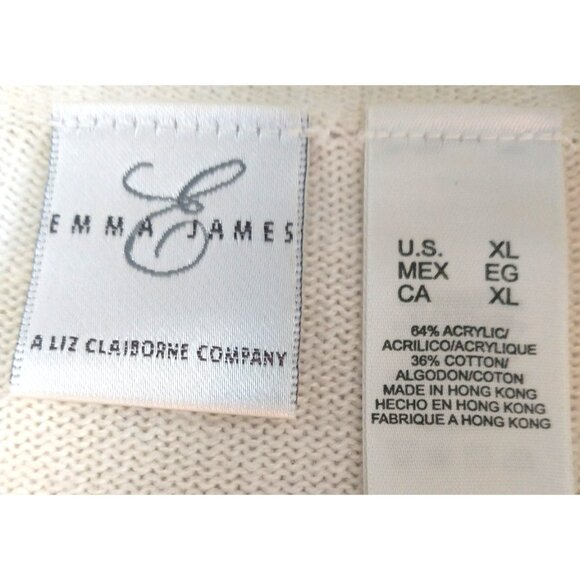 E
EMMA JAMES
A LIZ CLAIBORNE COMPANY
U.S. XL
MEX EG
CA XL
64% ACRYLIC/
ACRILICO/ACRYLIQUE
36% COTTON/
ALGODON/COTON
MADE IN HONG KONG
HECHO EN HONG KONG
FABRIQUE A HONG KONG